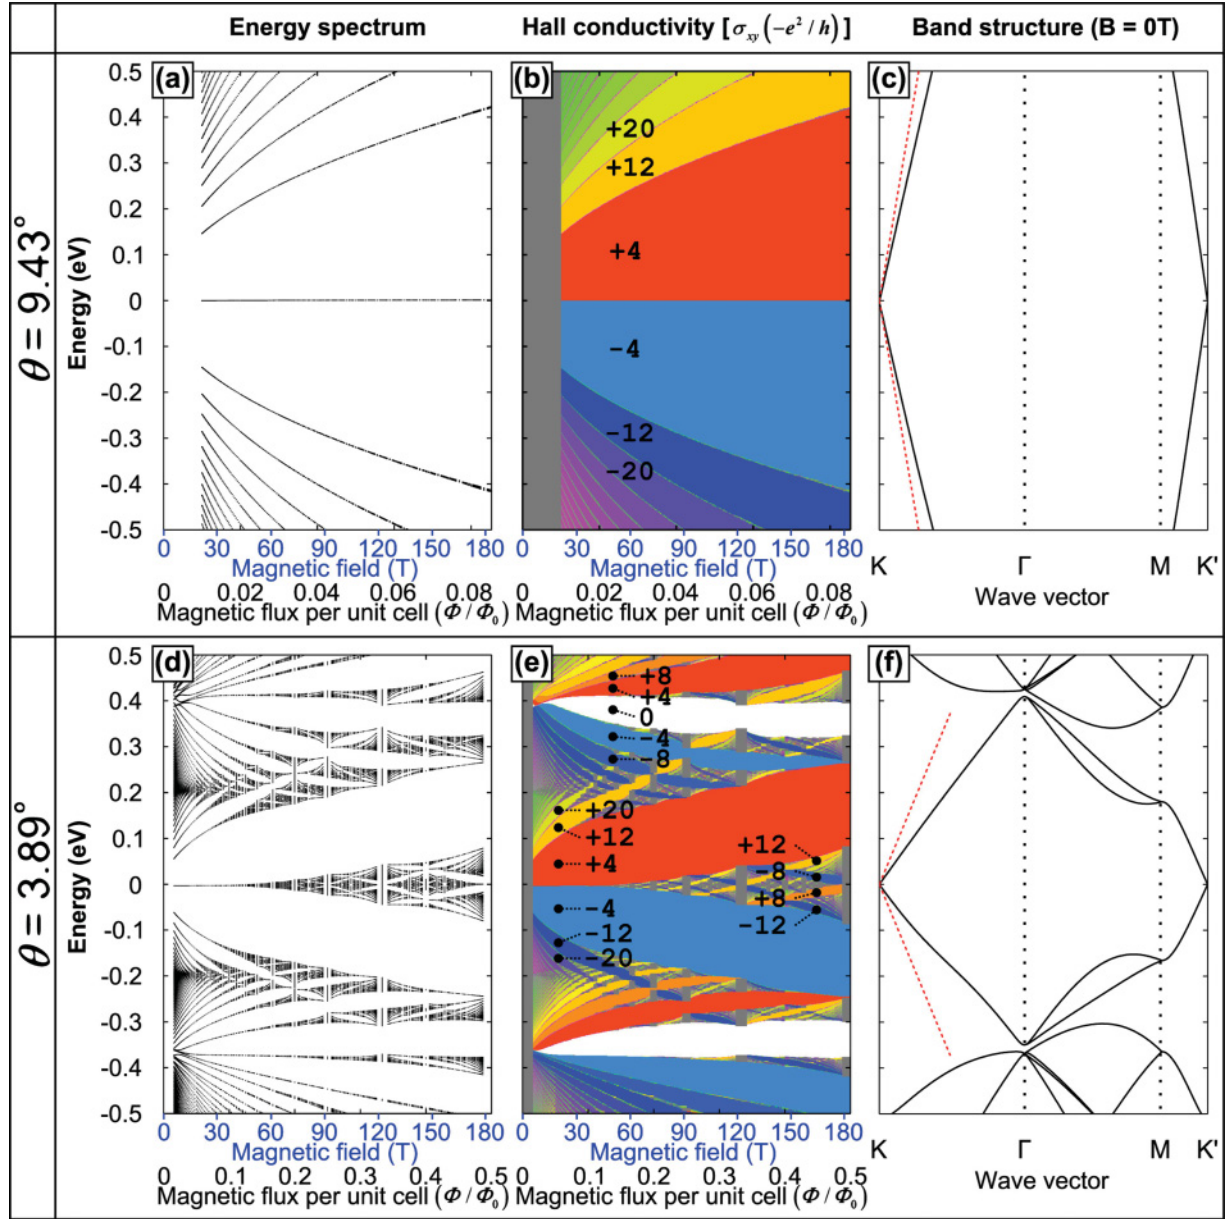 Energy spectrum
Hall conductivity [σxy(−e²/h)]
Band structure (B = 0T)
θ = 9.43°
Energy (eV)
(a)
0.5
0.4
0.3
0.2
0.1
0
-0.1
-0.2
-0.3
-0.4
-0.5
0 30 60 90 120 150 180
Magnetic field (T)
0 0.02 0.04 0.06 0.08
Magnetic flux per unit cell (Φ/Φ₀)
(b)
+20
+12
+4
-4
-12
-20
0 30 60 90 120 150 180
Magnetic field (T)
0 0.02 0.04 0.06 0.08
Magnetic flux per unit cell (Φ/Φ₀)
(c)
K Γ M K'
Wave vector
θ = 3.89°
Energy (eV)
(d)
0.5
0.4
0.3
0.2
0.1
0
-0.1
-0.2
-0.3
-0.4
-0.5
0 30 60 90 120 150 180
Magnetic field (T)
0 0.1 0.2 0.3 0.4 0.5
Magnetic flux per unit cell (Φ/Φ₀)
(e)
+8
+4
0
-4
-8
+20
+12
+4
-4
-12
-20
+12
-8
+8
-12
0 30 60 90 120 150 180
Magnetic field (T)
0 0.1 0.2 0.3 0.4 0.5
Magnetic flux per unit cell (Φ/Φ₀)
(f)
K Γ M K'
Wave vector